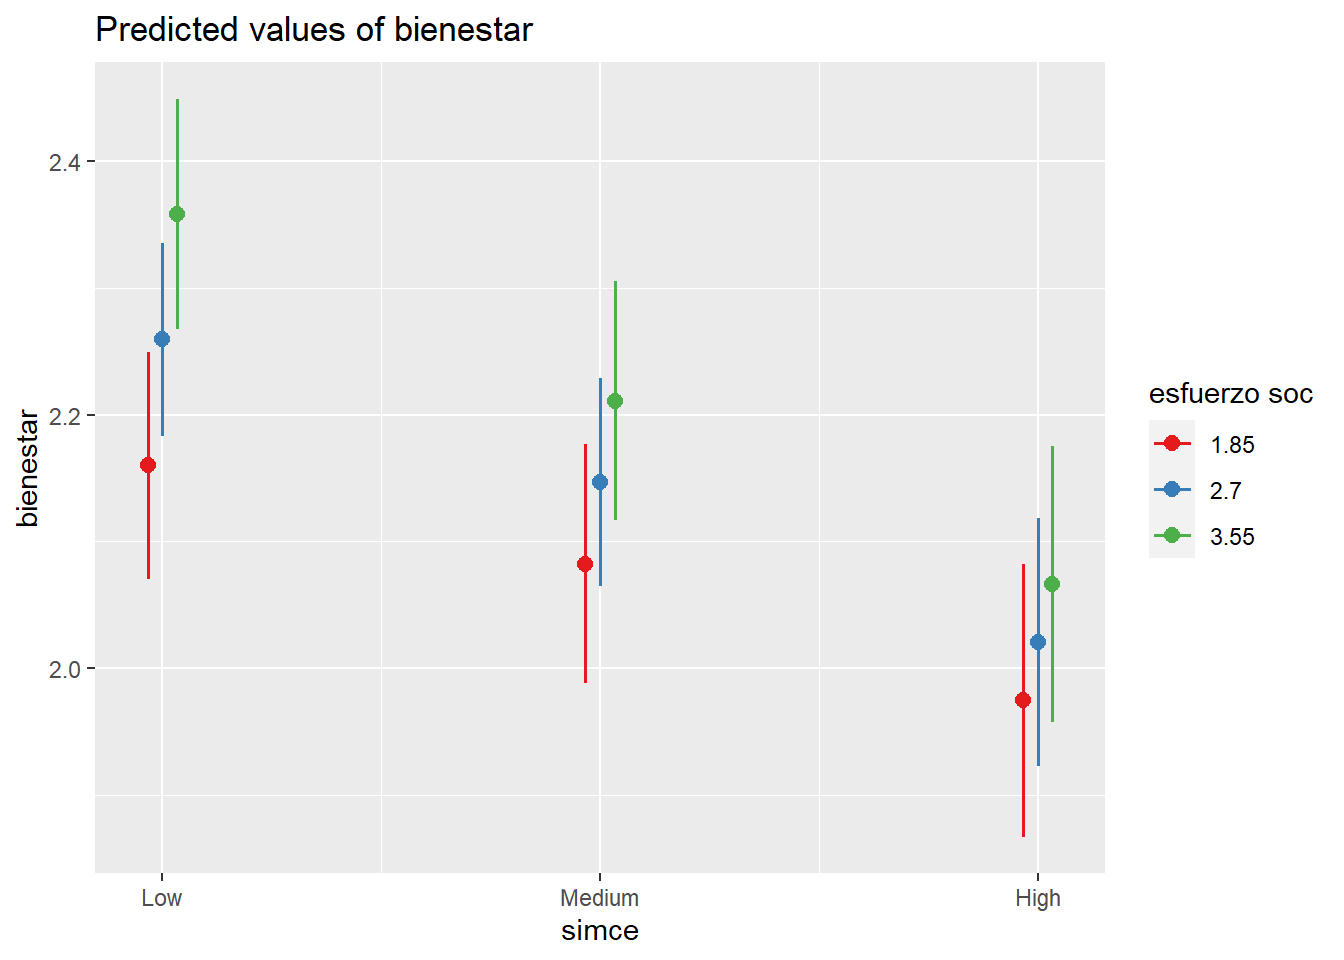 Predicted values of bienestar
2.4
2.2
2.0
bienestar
Low
Medium
High
simce
esfuerzo soc
1.85
2.7
3.55